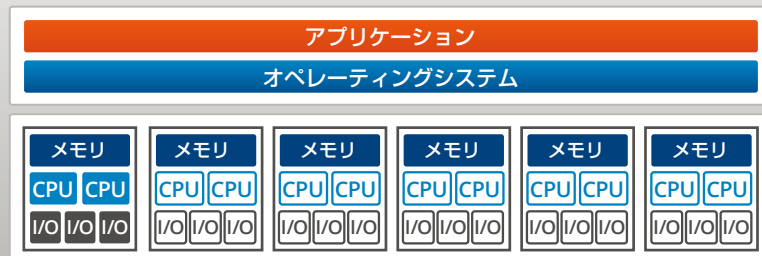 アプリケーション
オペレーティングシステム
メモリ メモリ メモリ メモリ メモリ メモリ
CPU CPU CPU CPU CPU CPU CPU CPU CPU CPU CPU CPU
I/O I/O I/O I/O I/O I/O I/O I/O I/O I/O I/O I/O I/O I/O I/O I/O I/O I/O